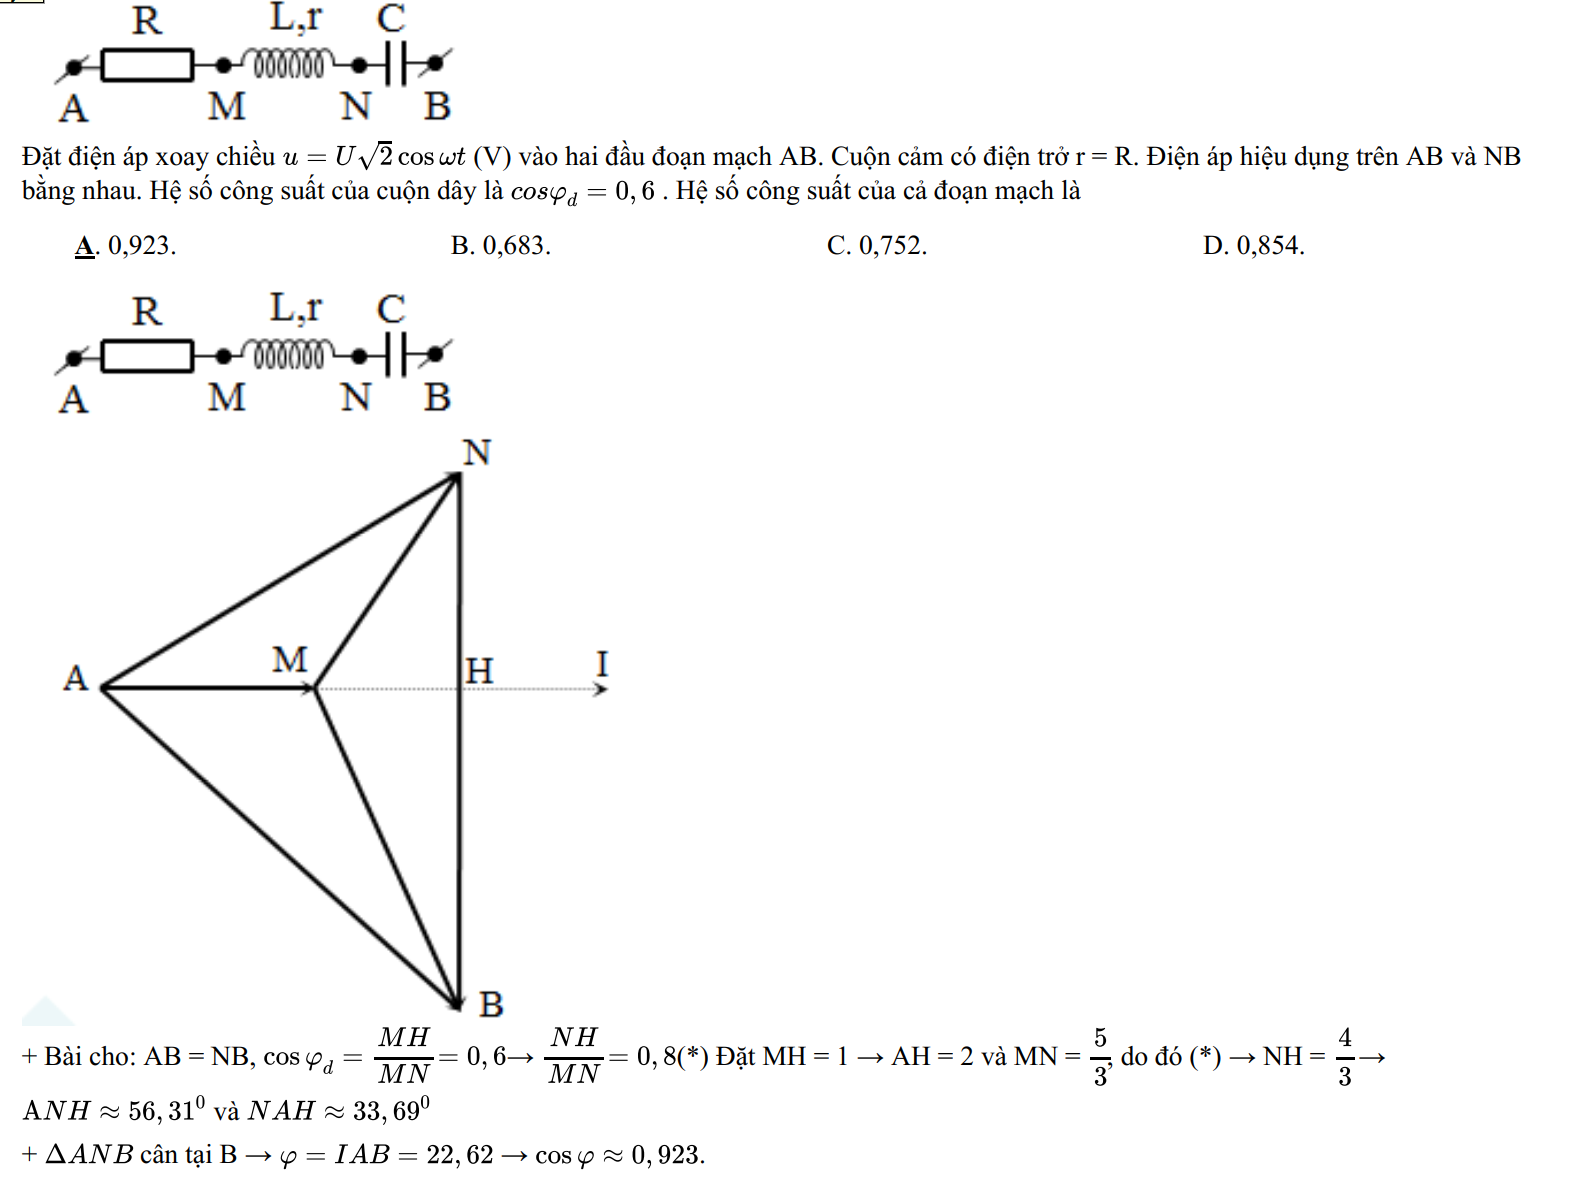 R L,r C
A M N B
Đặt điện áp xoay chiều u = U√2 cos ωt (V) vào hai đầu đoạn mạch AB. Cuộn cảm có điện trở r = R. Điện áp hiệu dụng trên AB và NB
bằng nhau. Hệ số công suất của cuộn dây là cosφ_d = 0, 6 . Hệ số công suất của cả đoạn mạch là
A. 0,923. B. 0,683. C. 0,752. D. 0,854.
R L,r C
A M N B
N
A M H I
B
+ Bài cho: AB = NB, cos φ_d = MH/MN = 0, 6→ NH/MN = 0, 8(*) Đặt MH = 1 → AH = 2 và MN = 5/3, do đó (*) → NH = 4/3 →
ANH ≈ 56, 31⁰ và NAH ≈ 33, 69⁰
+ ΔANB cân tại B → φ = IAB = 22, 62 → cos φ ≈ 0, 923.